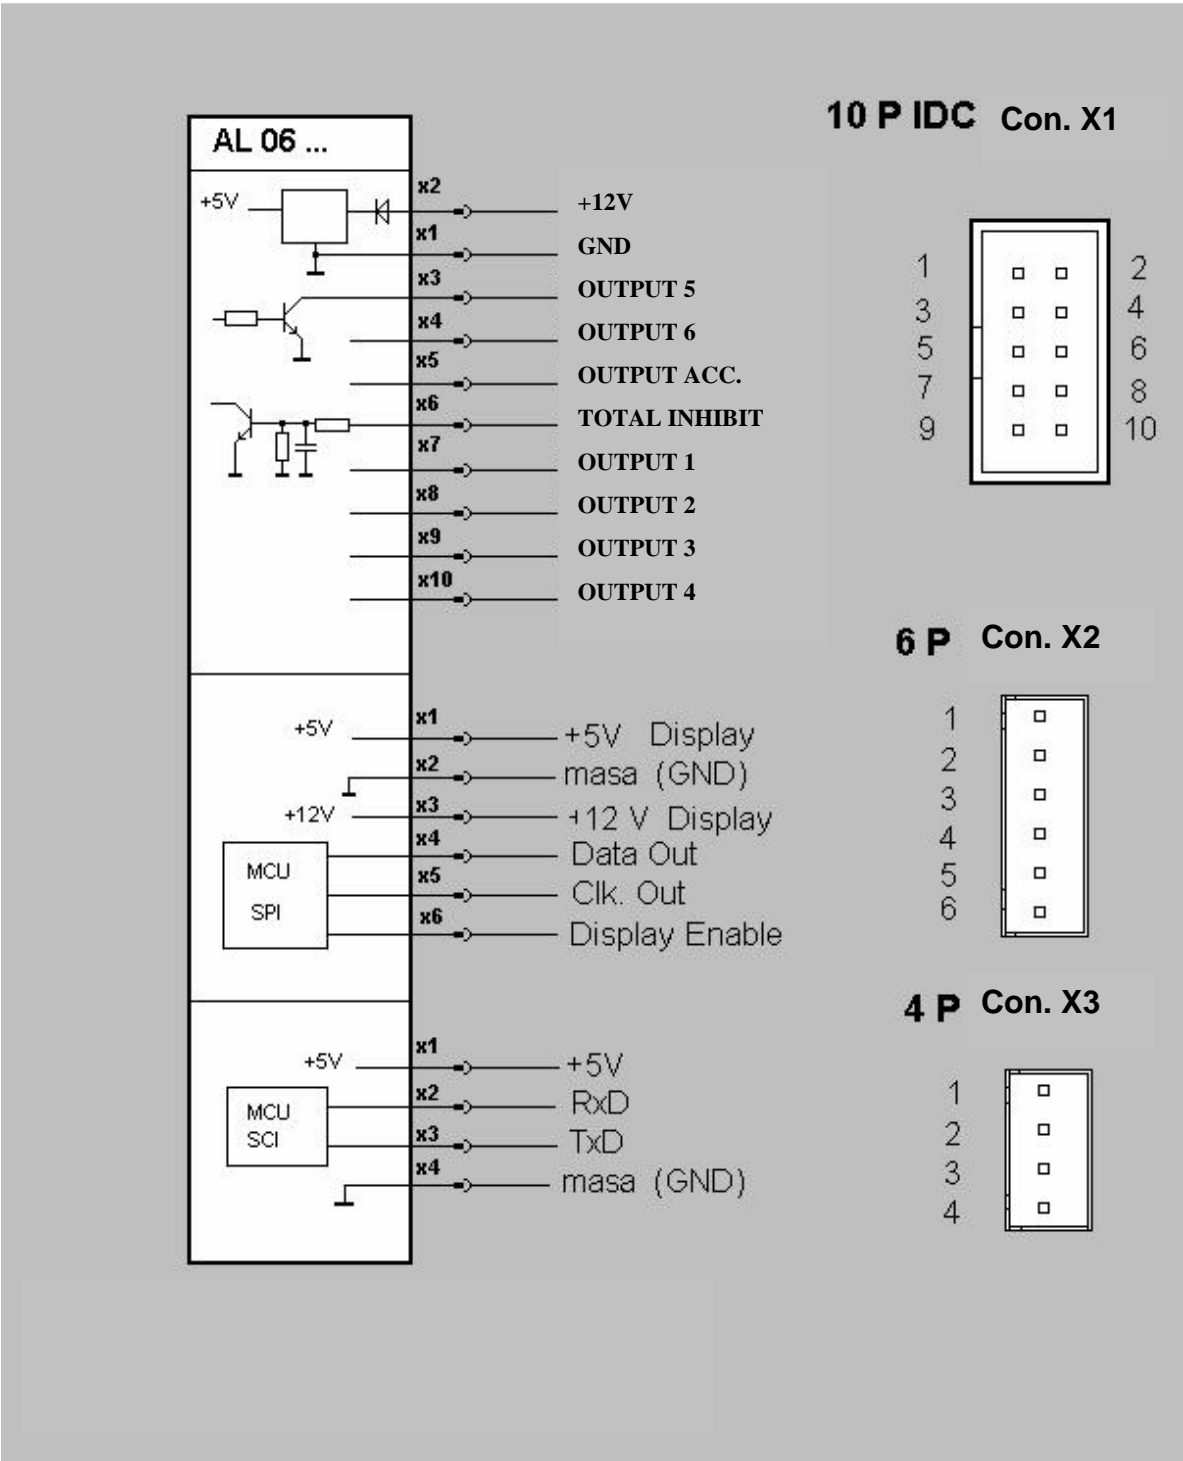 10 P IDC Con. X1
AL 06 ...
+5V x2 +12V
x1 GND
x3 OUTPUT 5
x4 OUTPUT 6
x5 OUTPUT ACC.
x6 TOTAL INHIBIT
x7 OUTPUT 1
x8 OUTPUT 2
x9 OUTPUT 3
x10 OUTPUT 4
1 2
3 4
5 6
7 8
9 10
6 P Con. X2
+5V x1 +5V Display
x2 masa (GND)
+12V x3 +12 V Display
x4 Data Out
MCU x5 Clk. Out
SPI x6 Display Enable
1
2
3
4
5
6
4 P Con. X3
+5V x1 +5V
MCU x2 RxD
SCI x3 TxD
x4 masa (GND)
1
2
3
4